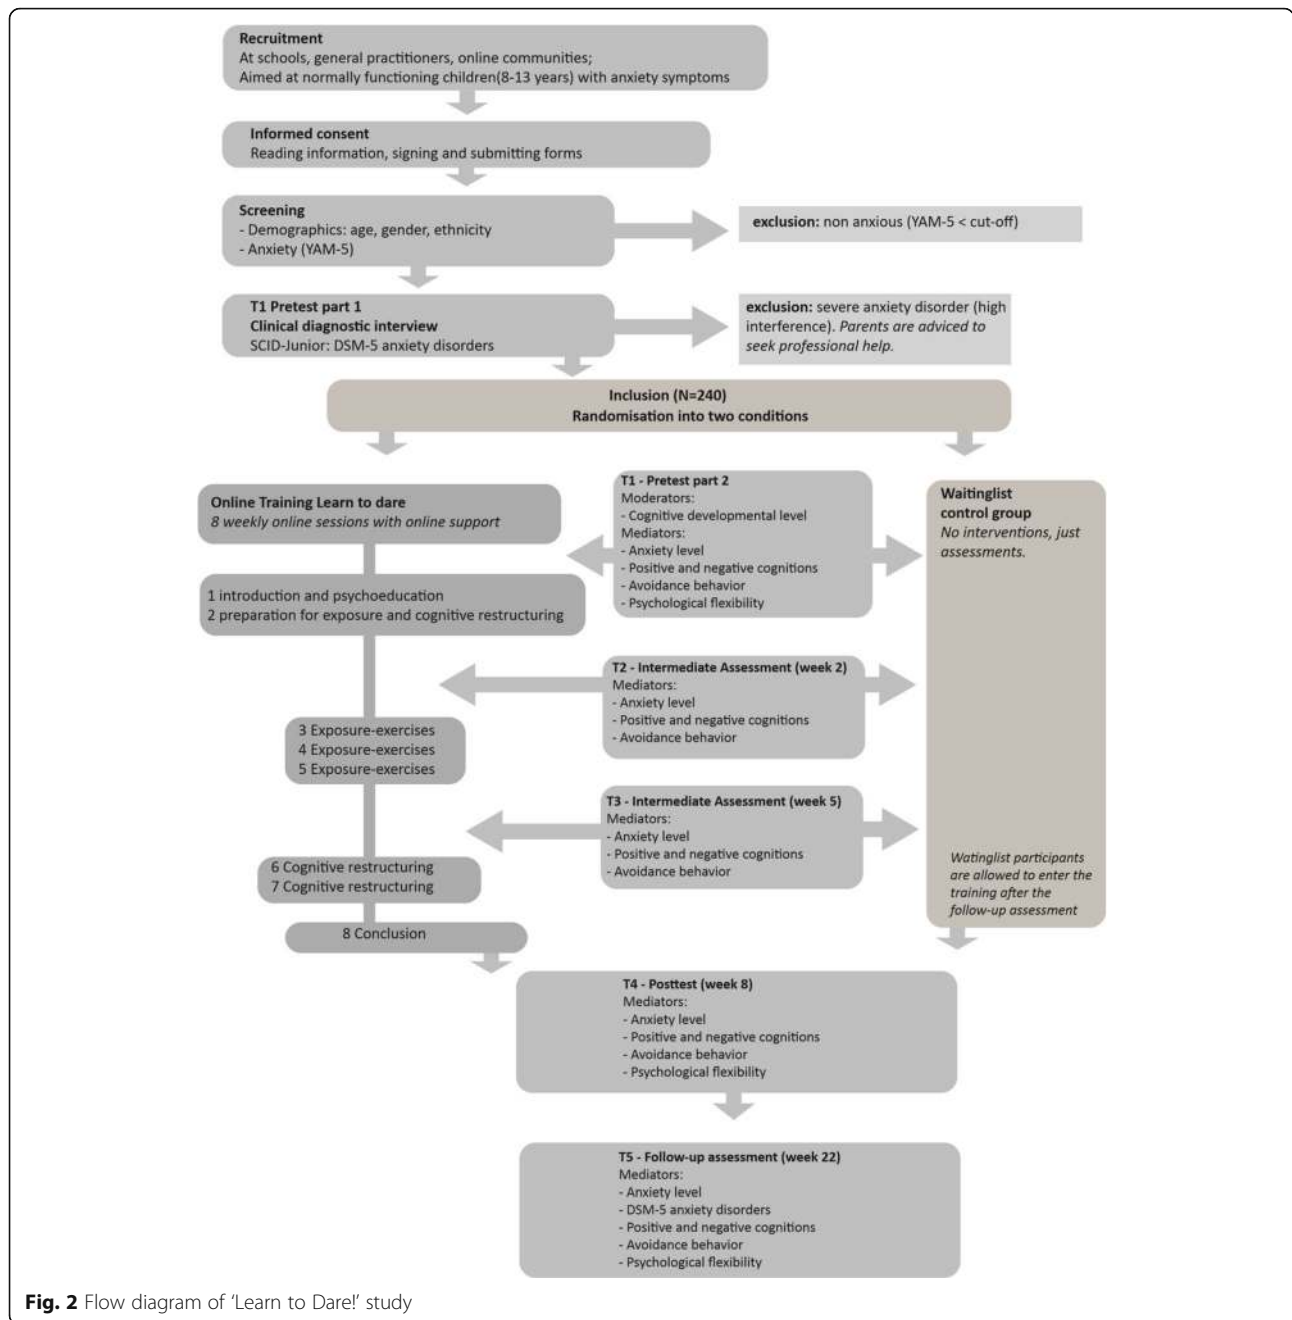 Recruitment
At schools, general practitioners, online communities;
Aimed at normally functioning children(8-13 years) with anxiety symptoms
Informed consent
Reading information, signing and submitting forms
Screening
- Demographics: age, gender, ethnicity
- Anxiety (YAM-5)
exclusion: non anxious (YAM-5 < cut-off)
T1 Pretest part 1
Clinical diagnostic interview
SCID-Junior: DSM-5 anxiety disorders
exclusion: severe anxiety disorder (high
interference). Parents are adviced to
seek professional help.
Inclusion (N=240)
Randomisation into two conditions
Online Training Learn to dare
8 weekly online sessions with online support
1 introduction and psychoeducation
2 preparation for exposure and cognitive restructuring
3 Exposure-exercises
4 Exposure-exercises
5 Exposure-exercises
6 Cognitive restructuring
7 Cognitive restructuring
8 Conclusion
T1 - Pretest part 2
Moderators:
- Cognitive developmental level
Mediators:
- Anxiety level
- Positive and negative cognitions
- Avoidance behavior
- Psychological flexibility
T2 - Intermediate Assessment (week 2)
Mediators:
- Anxiety level
- Positive and negative cognitions
- Avoidance behavior
T3 - Intermediate Assessment (week 5)
Mediators:
- Anxiety level
- Positive and negative cognitions
- Avoidance behavior
Waitinglist
control group
No interventions, just
assessments.
Watinglist participants
are allowed to enter the
training after the
follow-up assessment
T4 - Posttest (week 8)
Mediators:
- Anxiety level
- Positive and negative cognitions
- Avoidance behavior
- Psychological flexibility
T5 - Follow-up assessment (week 22)
Mediators:
- Anxiety level
- DSM-5 anxiety disorders
- Positive and negative cognitions
- Avoidance behavior
- Psychological flexibility
Fig. 2 Flow diagram of 'Learn to Dare!' study